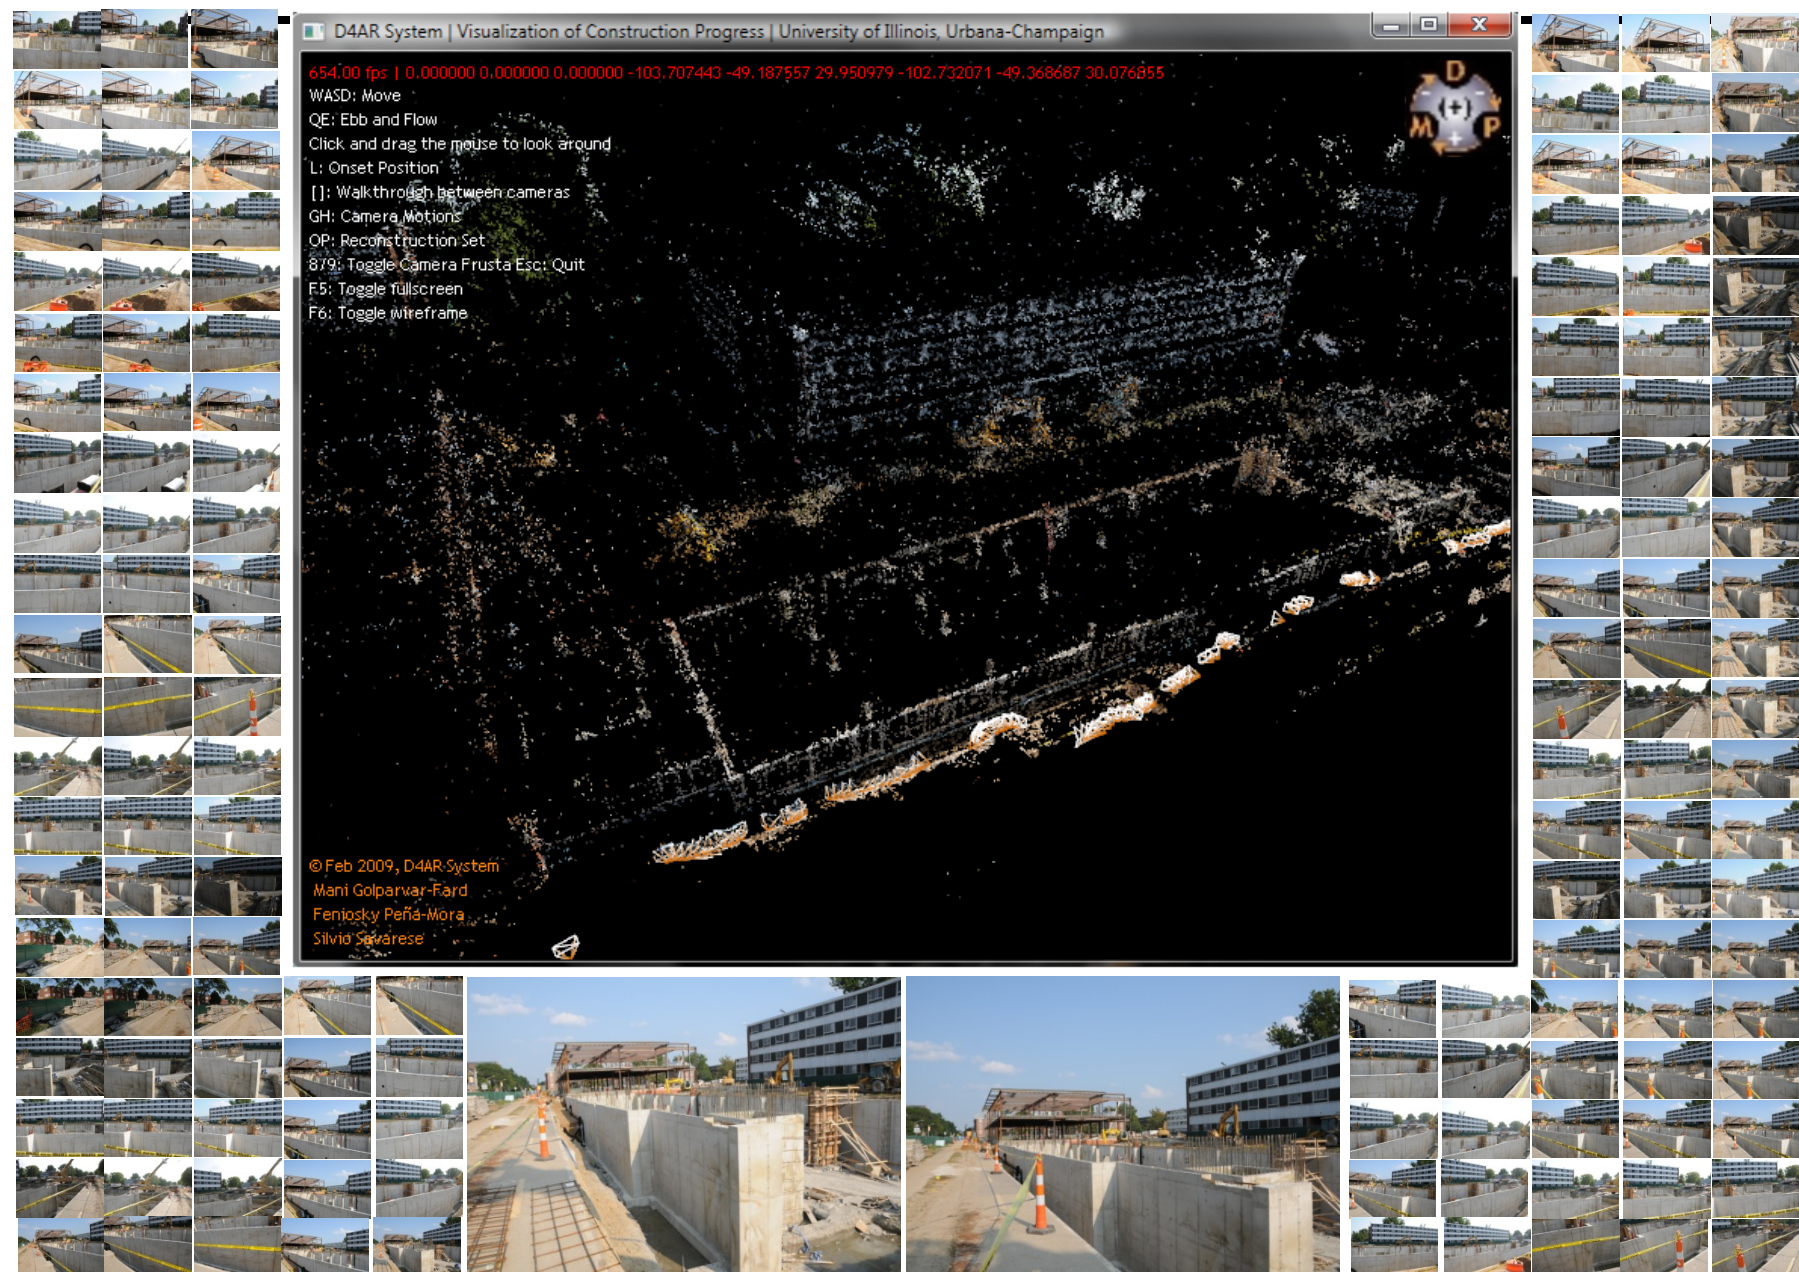 D4AR System | Visualization of Construction Progress | University of Illinois, Urbana-Champaign
654.00 fps | 0.000000 0.000000 0.000000 -103.707443 -49.187557 29.950979 -102.732071 -49.368687 30.076855
WASD: Move
QE: Ebb and Flow
Click and drag the mouse to look around
L: Onset Position
[]: Walkthrough between cameras
GH: Camera Motions
OP: Reconstruction Set
8/9: Toggle Camera Frusta Esc: Quit
F5: Toggle fullscreen
F6: Toggle wireframe
D
(+)
M P
© Feb 2009, D4AR System
Mani Golparvar-Fard
Feniosky Peña-Mora
Silvio Savarese